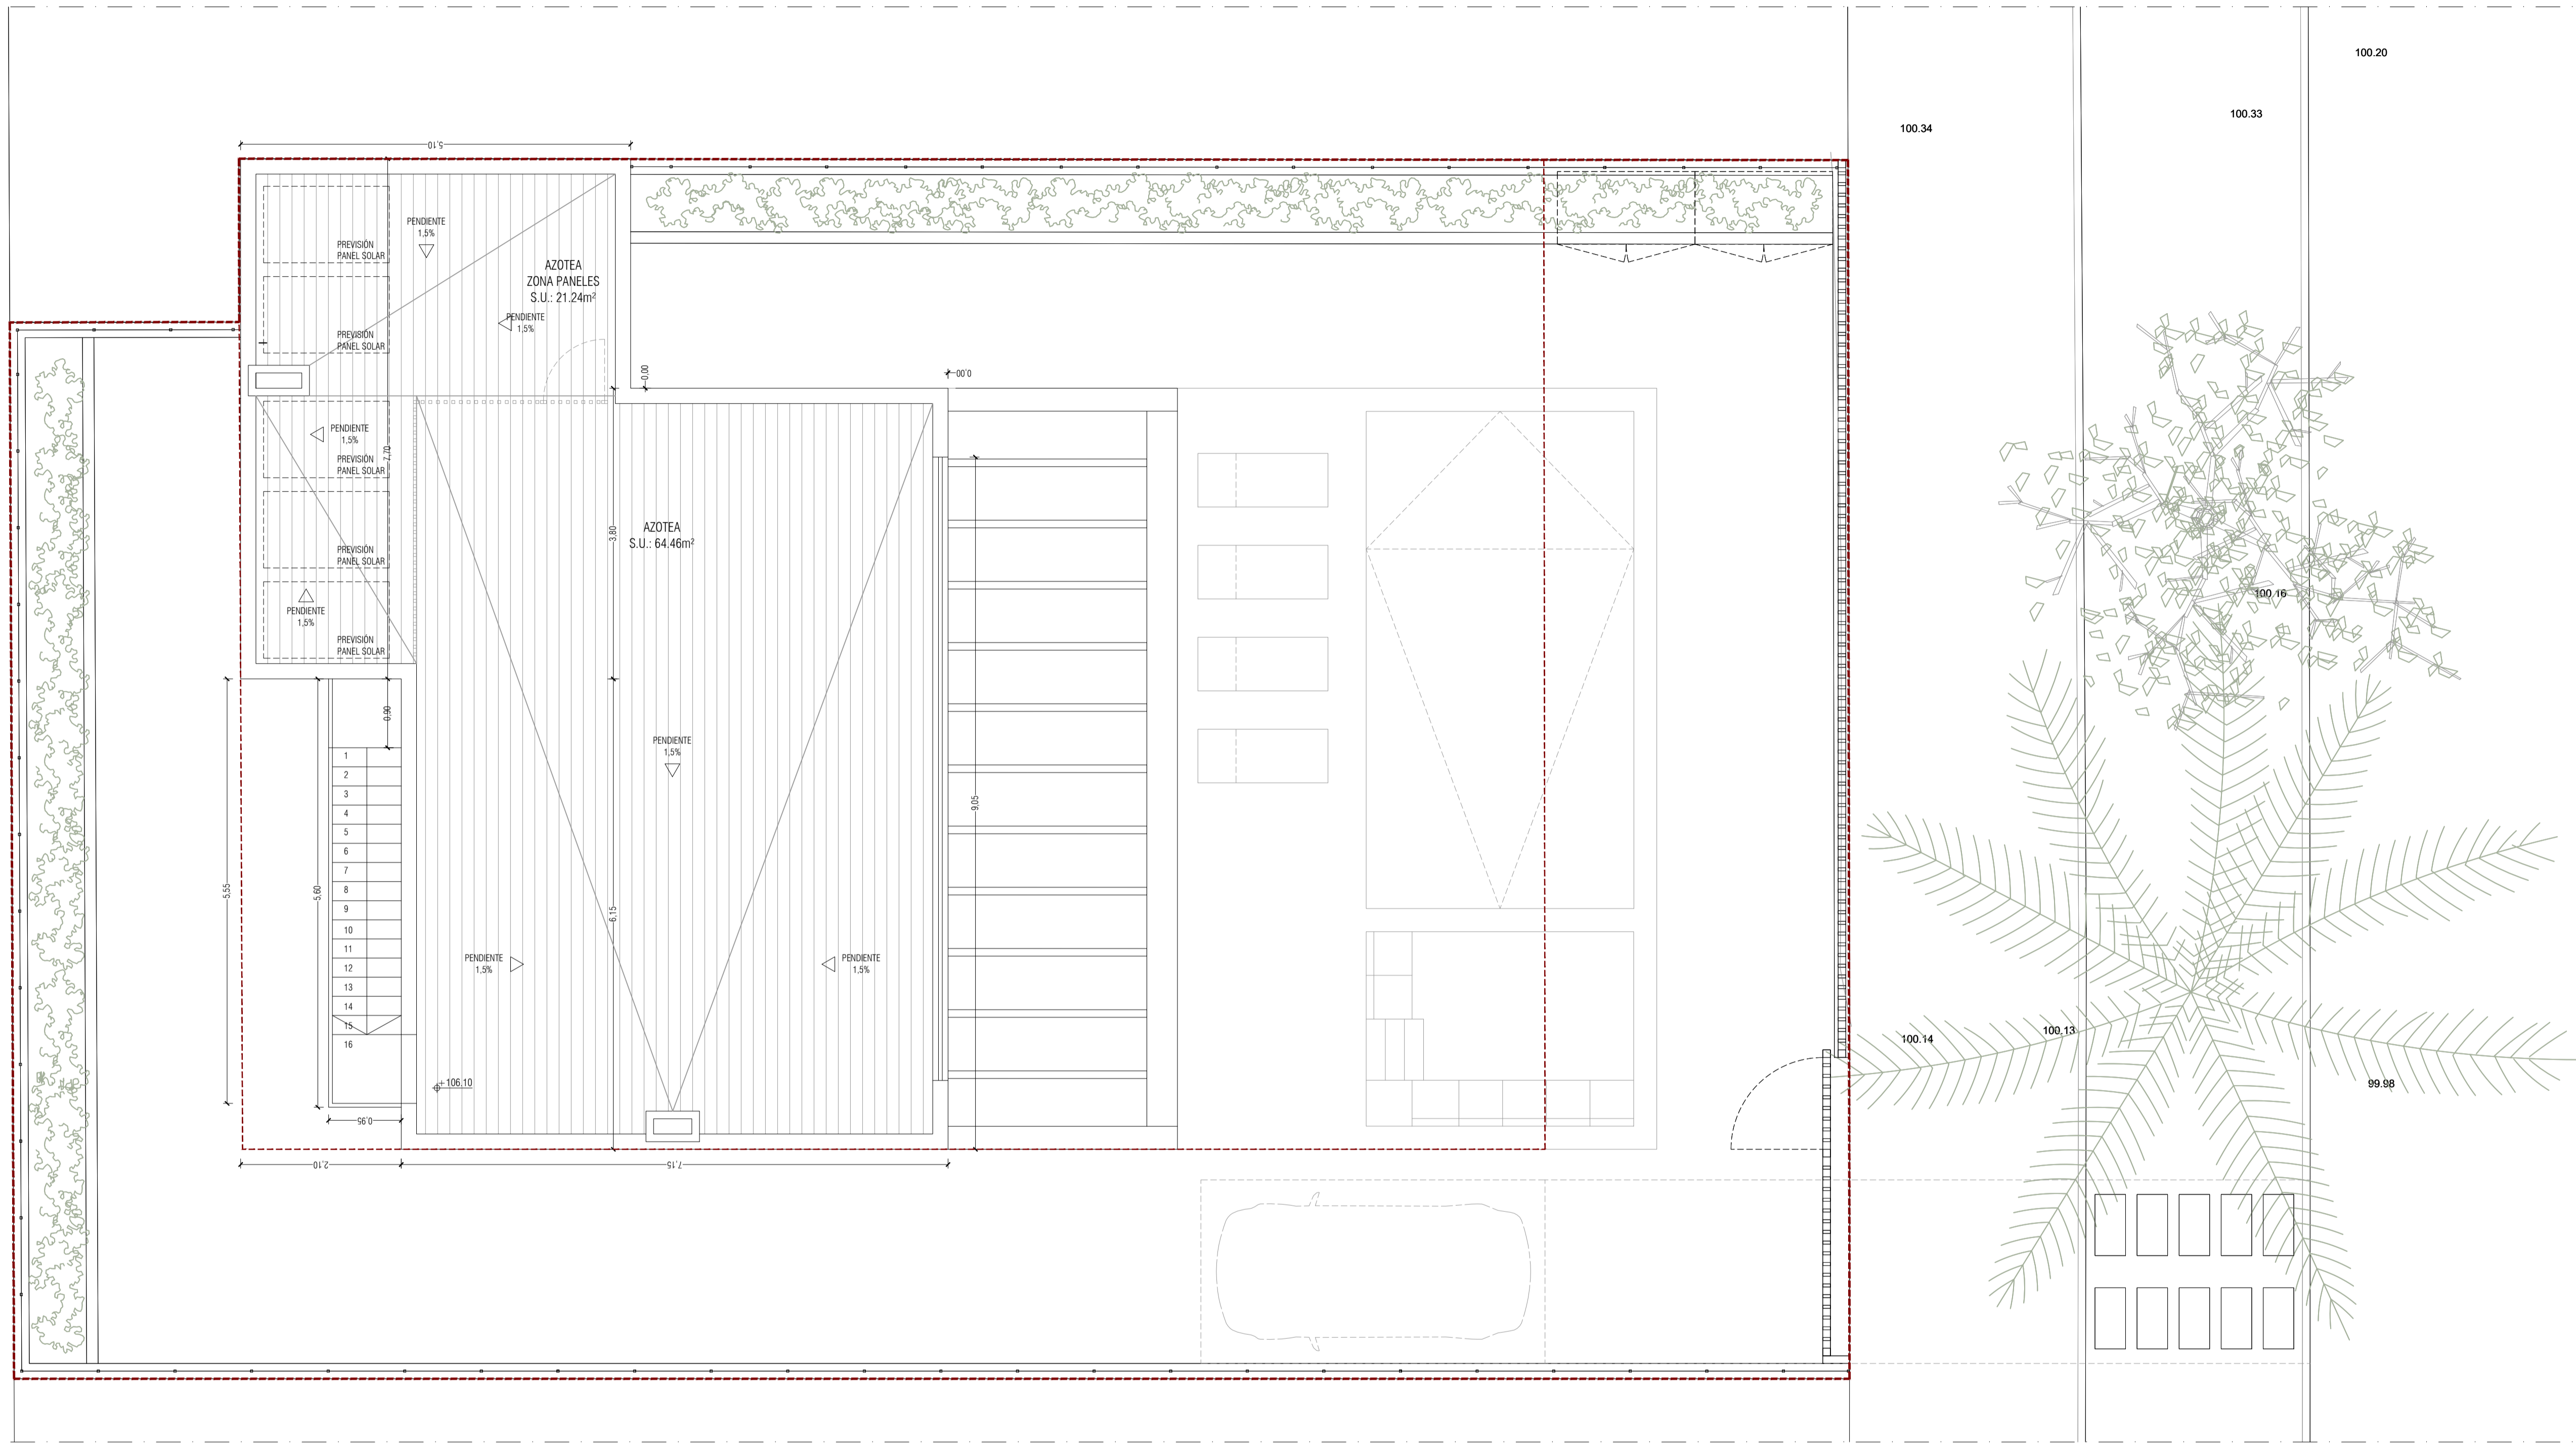 100.20
100.33
100.34
5,10
PENDIENTE
1,5%
PREVISIÓN
PANEL SOLAR
AZOTEA
ZONA PANELES
S.U.: 21.24m²
PENDIENTE
1,5%
PREVISIÓN
PANEL SOLAR
0,00
0,00
PENDIENTE
1,5%
7,70
PREVISIÓN
PANEL SOLAR
AZOTEA
S.U.: 64.46m²
3,80
PREVISIÓN
PANEL SOLAR
PENDIENTE
1,5%
PREVISIÓN
PANEL SOLAR
100.16
0,90
PENDIENTE
1,5%
1
2
3
4
5
6
7
8
9
10
11
12
13
14
15
16
5,55
5,60
6,15
9,05
PENDIENTE
1,5%
PENDIENTE
1,5%
+106.10
0,95
2,10
7,15
100.14
100.13
99.98